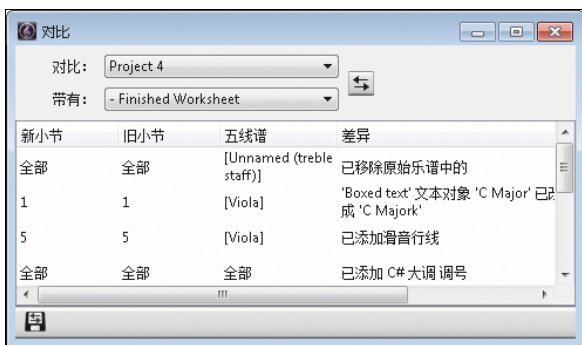 对比
对比: Project 4
带有: - Finished Worksheet
新小节 旧小节 五线谱 差异
全部 全部 [Unnamed (treble staff)] 已移除原始乐谱中的
1 1 [Viola] 'Boxed text' 文本对象 'C Major' 已改成 'C Majork'
5 5 [Viola] 已添加滑音行线
全部 全部 全部 已添加 C# 大调 调号